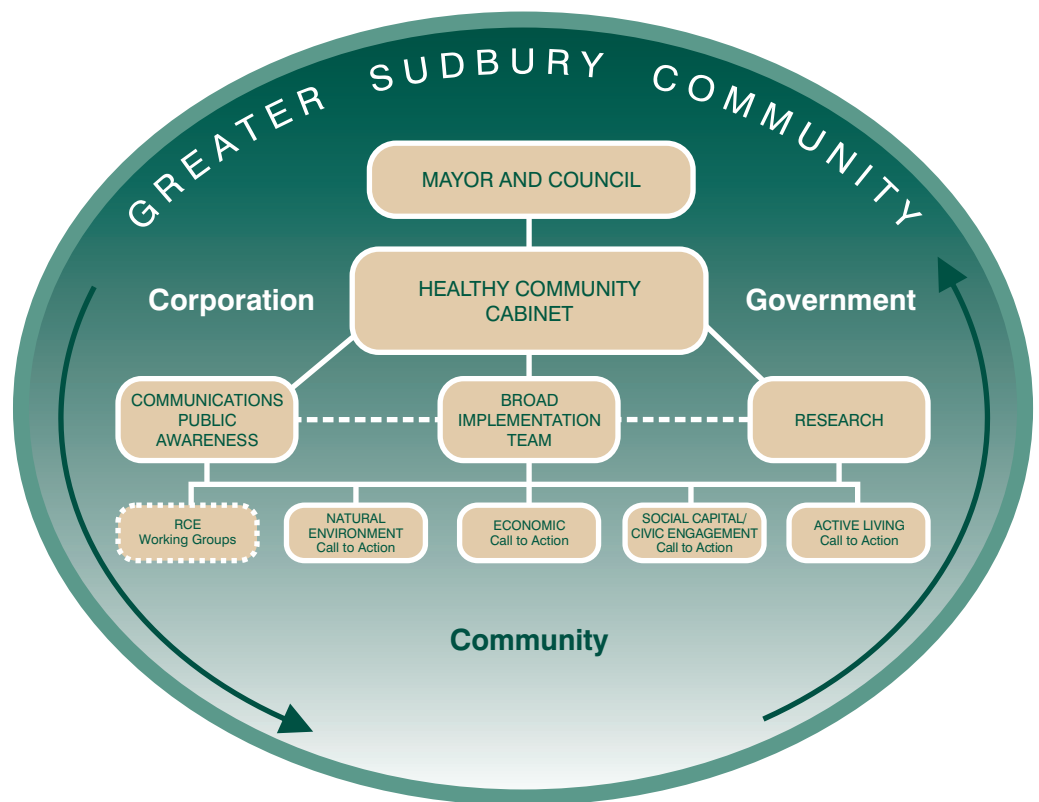 GREATER SUDBURY COMMUNITY
MAYOR AND COUNCIL
Corporation
HEALTHY COMMUNITY
CABINET
Government
COMMUNICATIONS
PUBLIC
AWARENESS
BROAD
IMPLEMENTATION
TEAM
RESEARCH
RCE
Working Groups
NATURAL
ENVIRONMENT
Call to Action
ECONOMIC
Call to Action
SOCIAL CAPITAL/
CIVIC ENGAGEMENT
Call to Action
ACTIVE LIVING
Call to Action
Community